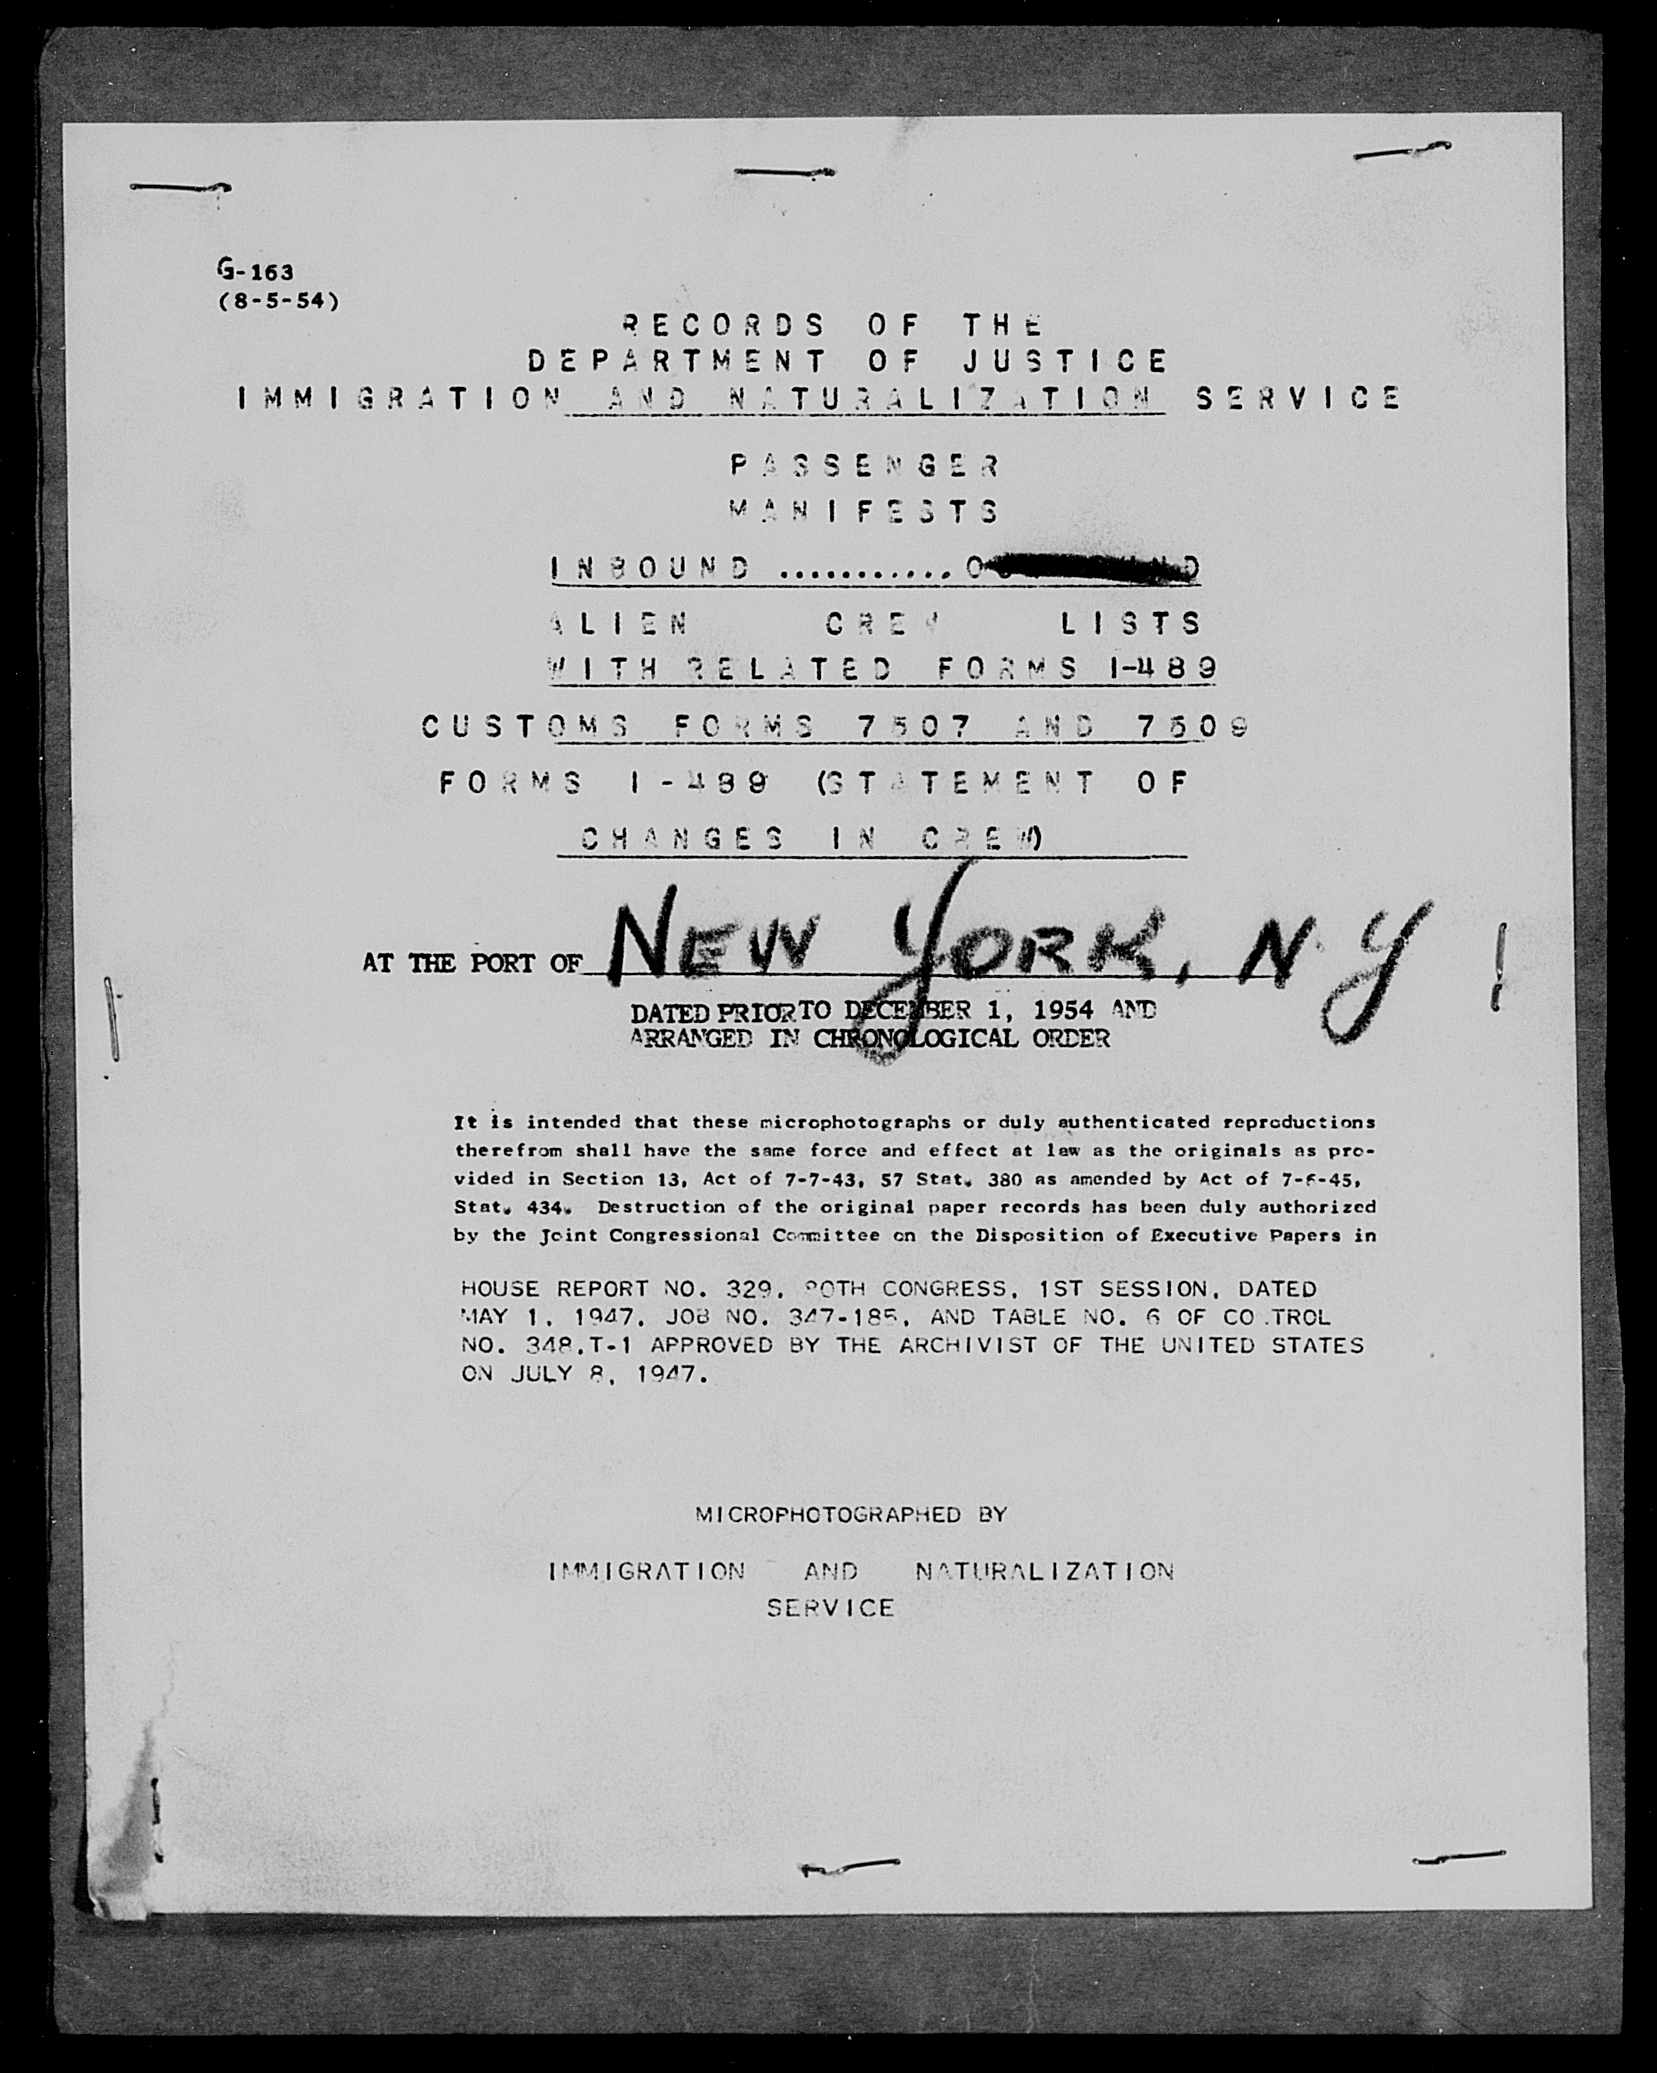 G-163
(8-5-54)
RECORDS OF THE
DEPARTMENT OF JUSTICE
IMMIGRATION AND NATURALIZATION SERVICE
PASSENGER
MANIFESTS
INBOUND ...........
ALIEN CREW LISTS
WITH RELATED FORMS I-489
CUSTOMS FORMS 7507 AND 7509
FORMS I-489 (STATEMENT OF
CHANGES IN CREW)
AT THE PORT OF NEW YORK, N.Y
DATED PRIOR TO DECEMBER 1, 1954 AND
ARRANGED IN CHRONOLOGICAL ORDER
It is intended that these microphotographs or duly authenticated reproductions
therefrom shall have the same force and effect at law as the originals as pro-
vided in Section 13, Act of 7-7-43, 57 Stat. 380 as amended by Act of 7-6-45,
Stat. 434. Destruction of the original paper records has been duly authorized
by the Joint Congressional Committee on the Disposition of Executive Papers in
HOUSE REPORT NO. 329, 80TH CONGRESS, 1ST SESSION, DATED
MAY 1, 1947, JOB NO. 347-185, AND TABLE NO. 6 OF CO TROL
NO. 348.T-1 APPROVED BY THE ARCHIVIST OF THE UNITED STATES
ON JULY 8, 1947.
MICROPHOTOGRAPHED BY
IMMIGRATION AND NATURALIZATION
SERVICE